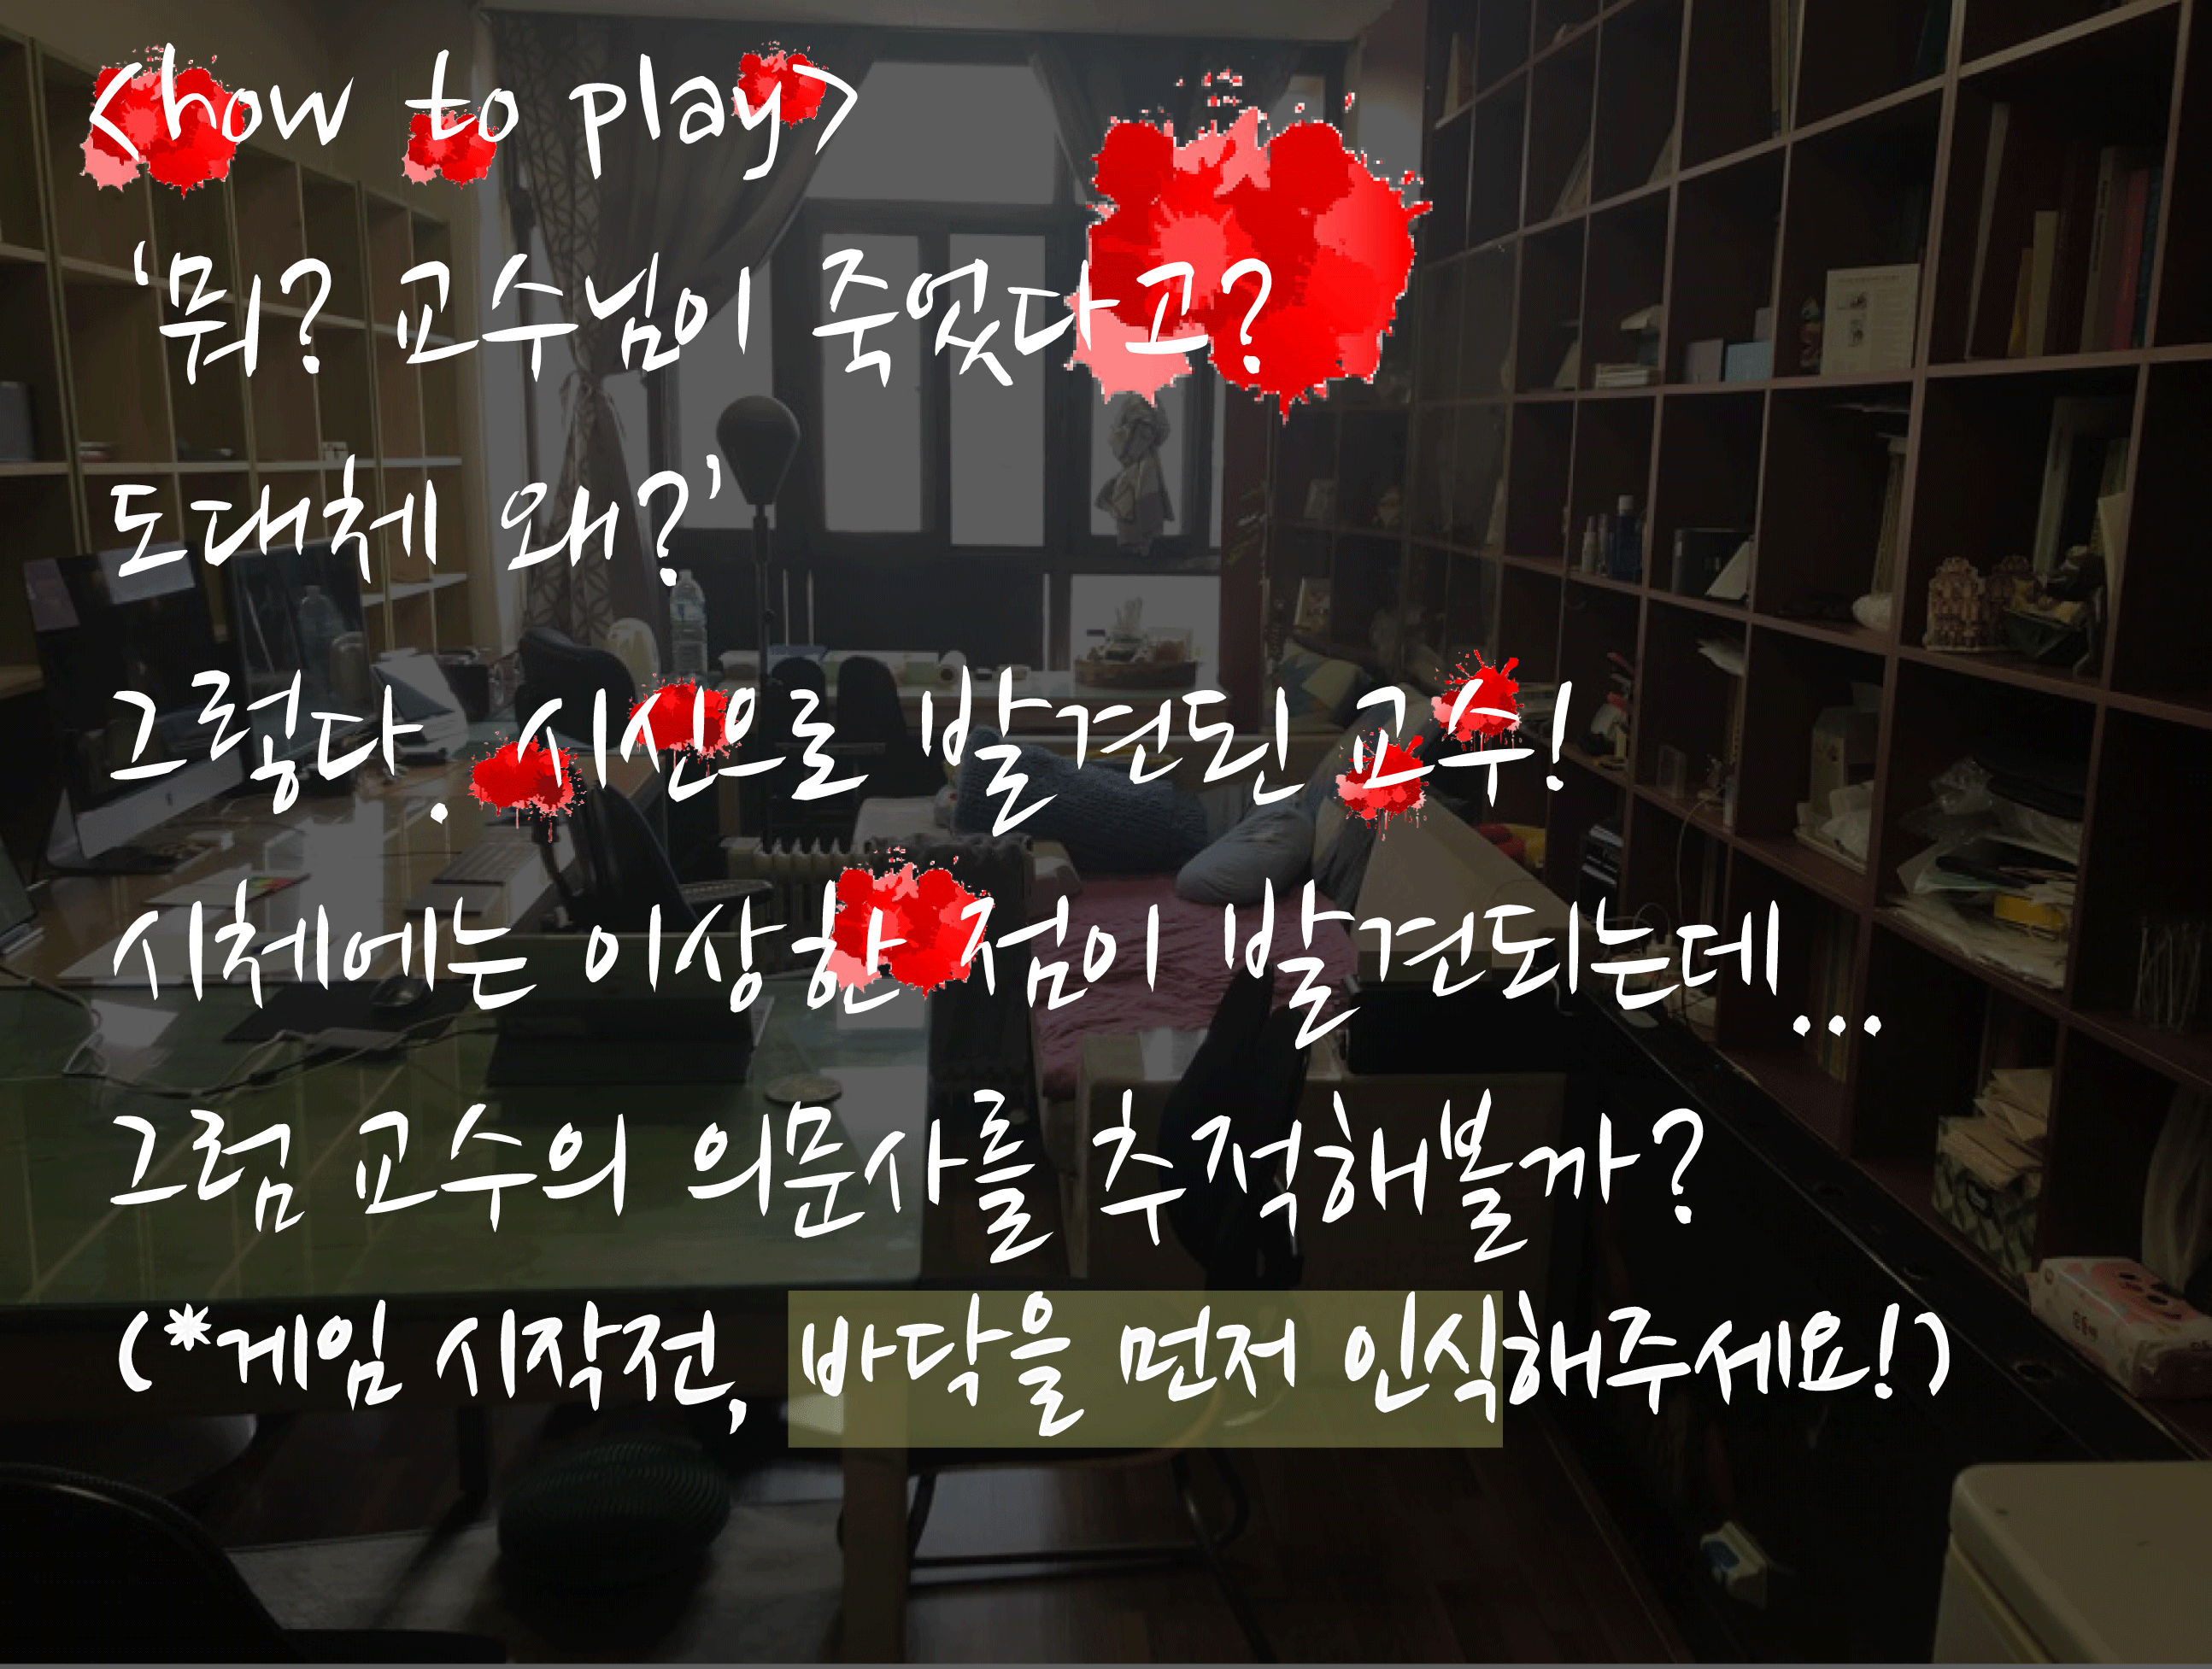 <how to play>
‘뭐? 교수님이 죽었다고?
도대체 왜?’
그렇다. 시신으로 발견된 교수!
시체에는 이상한 점이 발견되는데...
그럼 교수의 의문사를 추적해볼까?
(*게임 시작전, 바닥을 먼저 인식해주세요!)